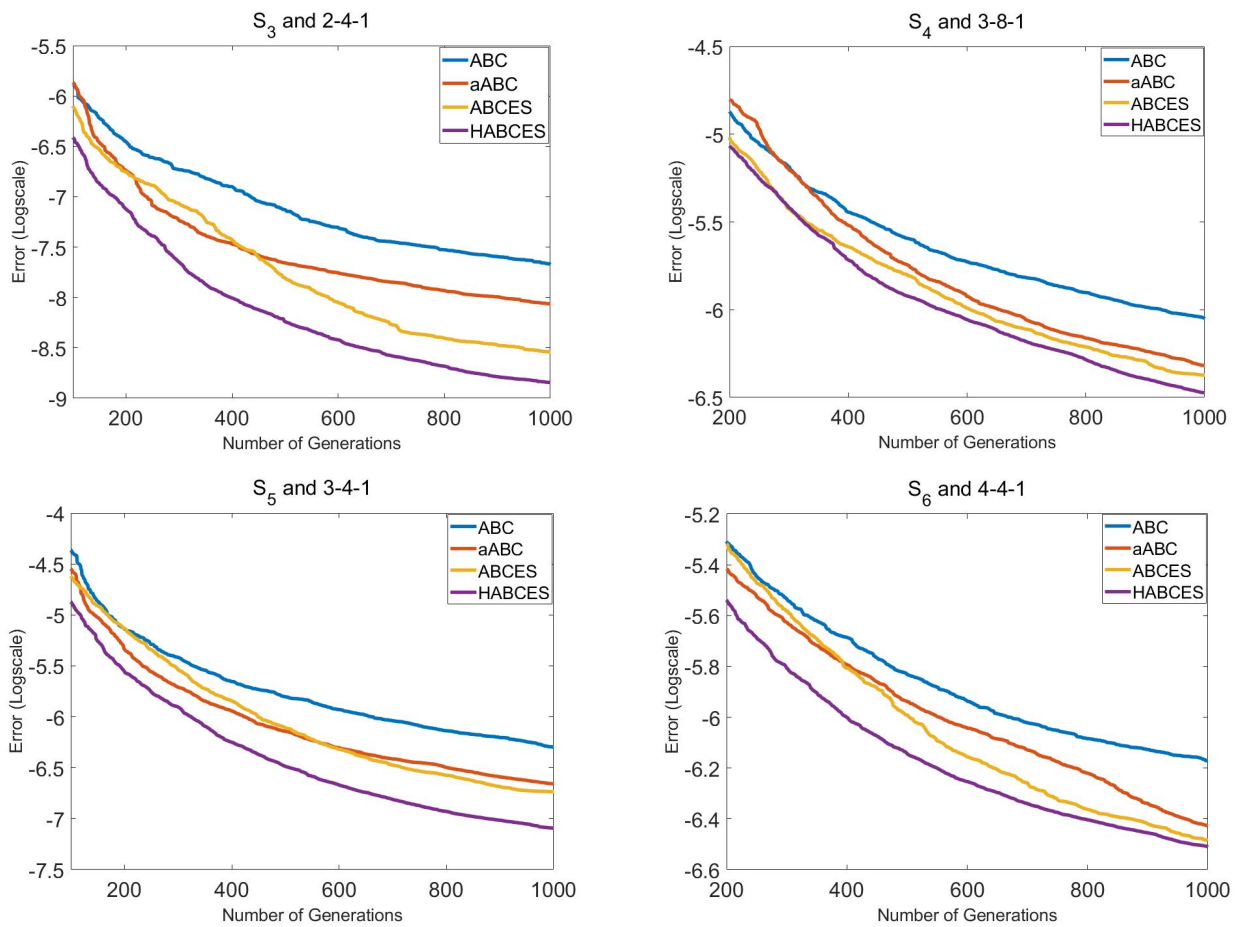 S3 and 2-4-1
-5.5
-6
-6.5
-7
-7.5
-8
-8.5
-9
Error (Logscale)
ABC
aABC
ABCES
HABCES
200 400 600 800 1000
Number of Generations
S4 and 3-8-1
-4.5
-5
-5.5
-6
-6.5
Error (Logscale)
ABC
aABC
ABCES
HABCES
200 400 600 800 1000
Number of Generations
S5 and 3-4-1
-4
-4.5
-5
-5.5
-6
-6.5
-7
-7.5
Error (Logscale)
ABC
aABC
ABCES
HABCES
200 400 600 800 1000
Number of Generations
S6 and 4-4-1
-5.2
-5.4
-5.6
-5.8
-6
-6.2
-6.4
-6.6
Error (Logscale)
ABC
aABC
ABCES
HABCES
200 400 600 800 1000
Number of Generations